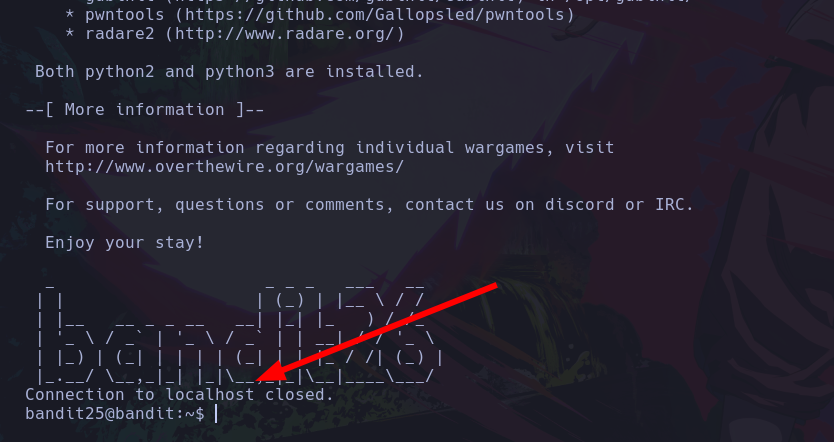 * pwntools (https://github.com/Gallopsled/pwntools)
* radare2 (http://www.radare.org/)
Both python2 and python3 are installed.
--[ More information ]--
For more information regarding individual wargames, visit
http://www.overthewire.org/wargames/
For support, questions or comments, contact us on discord or IRC.
Enjoy your stay!
bandit26
Connection to localhost closed.
bandit25@bandit:~$